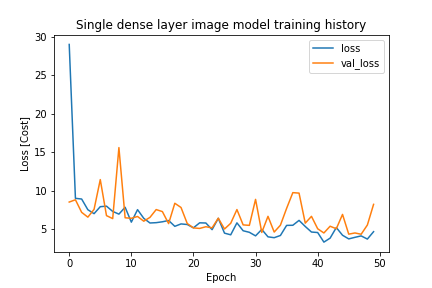 Single dense layer image model training history
30
25
20
15
10
5
Loss [Cost]
loss
val_loss
0
10
20
30
40
50
Epoch